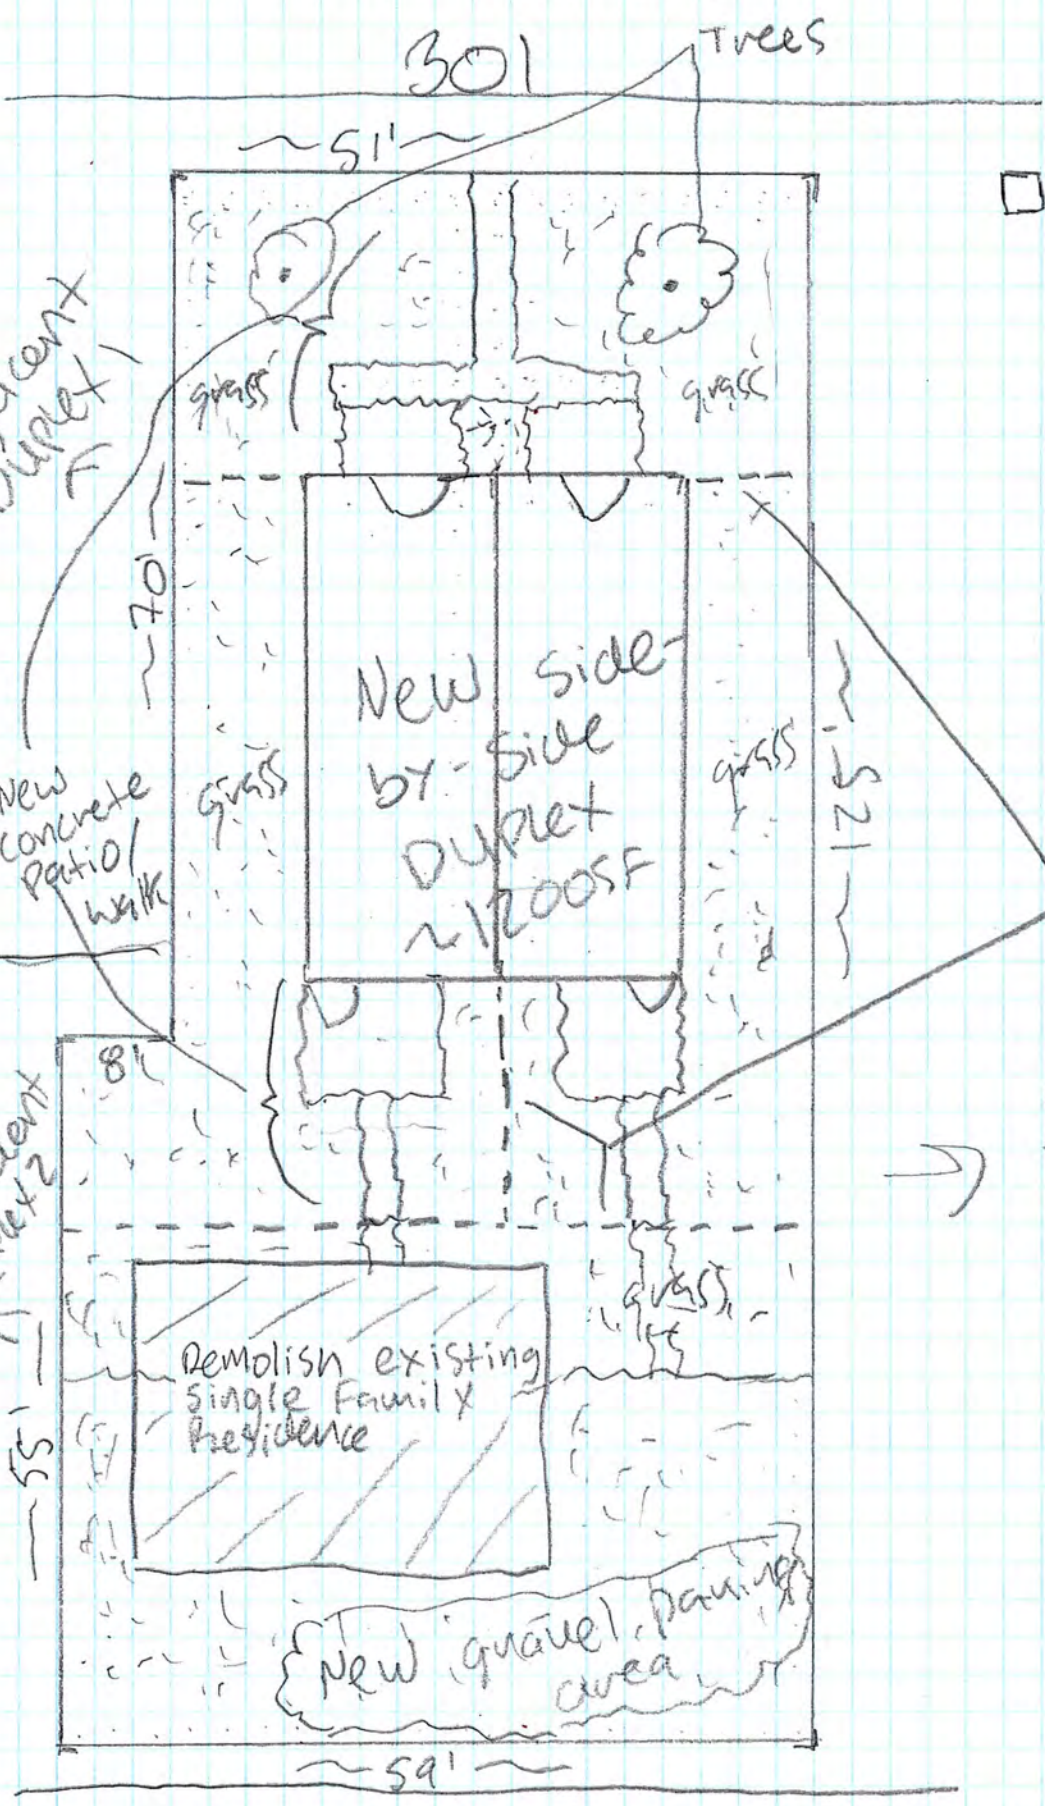 301
Trees
~51'~
grass
grass
~70~
New side-
by-side
Duplex
~1200SF
grass
grass
New
concrete
patio/
walk
8'
grass
Demolish existing
Single Family
Residence
55
New gravel parking
area
~59'~